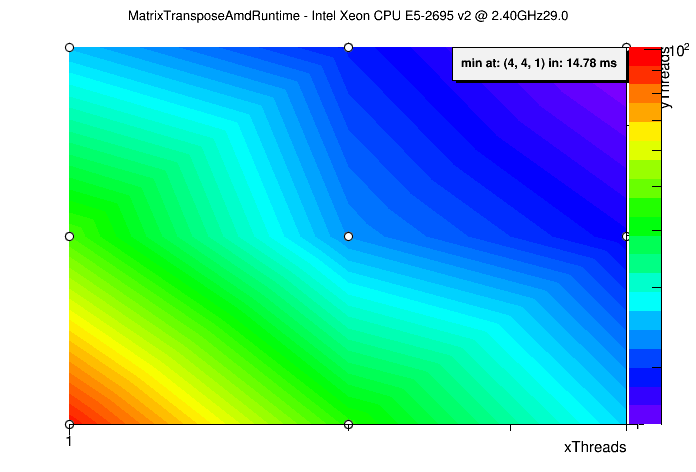 MatrixTransposeAmdRuntime - Intel Xeon CPU E5-2695 v2 @ 2.40GHz29.0
min at: (4, 4, 1) in: 14.78 ms
10²
yThreads
1
xThreads